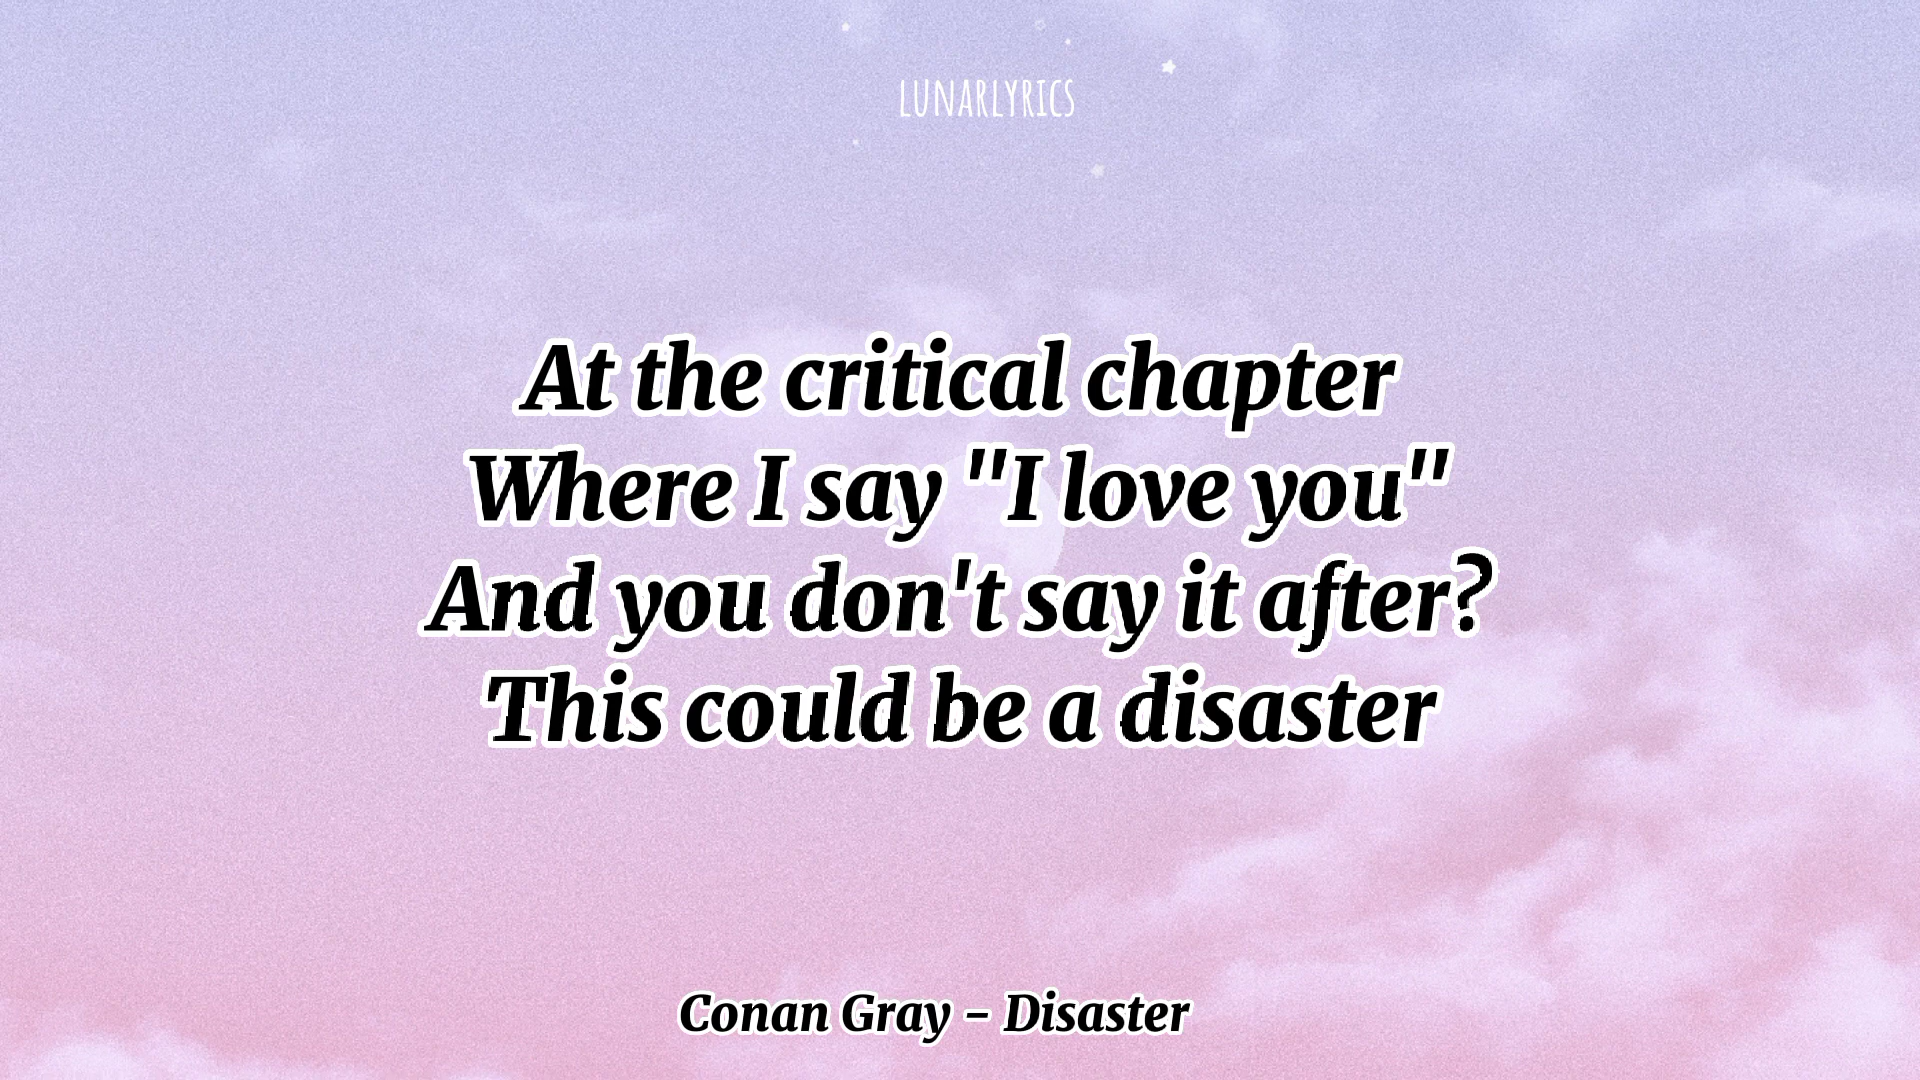 LUNARLYRICS
At the critical chapter
Where I say "I love you"
And you don't say it after?
This could be a disaster
Conan Gray - Disaster